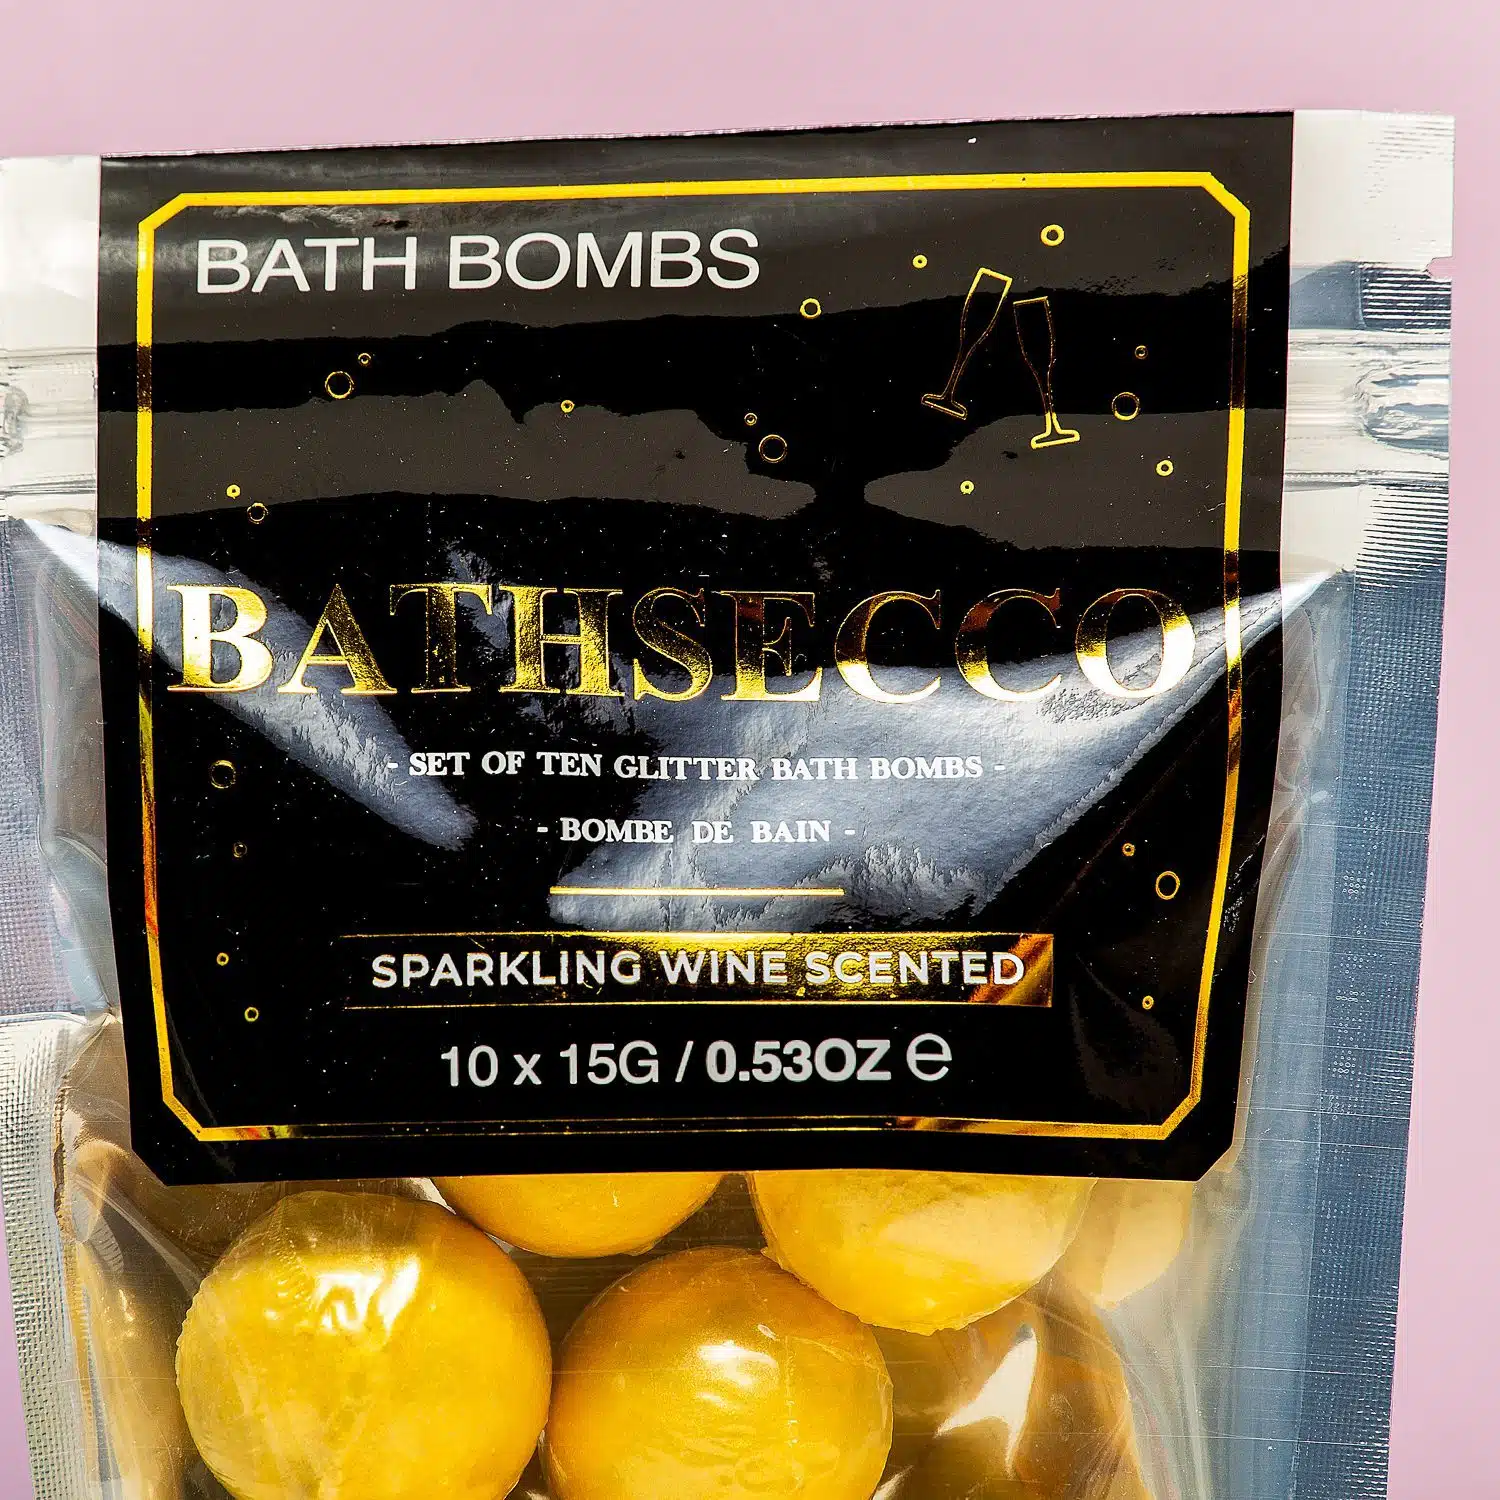 BATH BOMBS
BATHSECCO
- SET OF TEN GLITTER BATH BOMBS -
- BOMBE DE BAIN -
SPARKLING WINE SCENTED
10 x 15G / 0.53OZ ℮